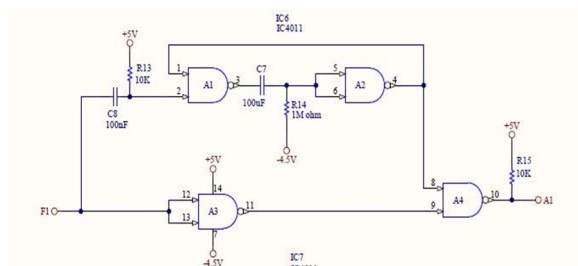 IC6
IC4011
+5V
R13
10K
1
2
A1
3
C7
100uF
5
6
A2
4
C8
100nF
R14
1M ohm
-4.5V
+5V
+5V
R15
10K
F1
12
13
14
A3
11
7
8
9
A4
10
A1
-4.5V
IC7